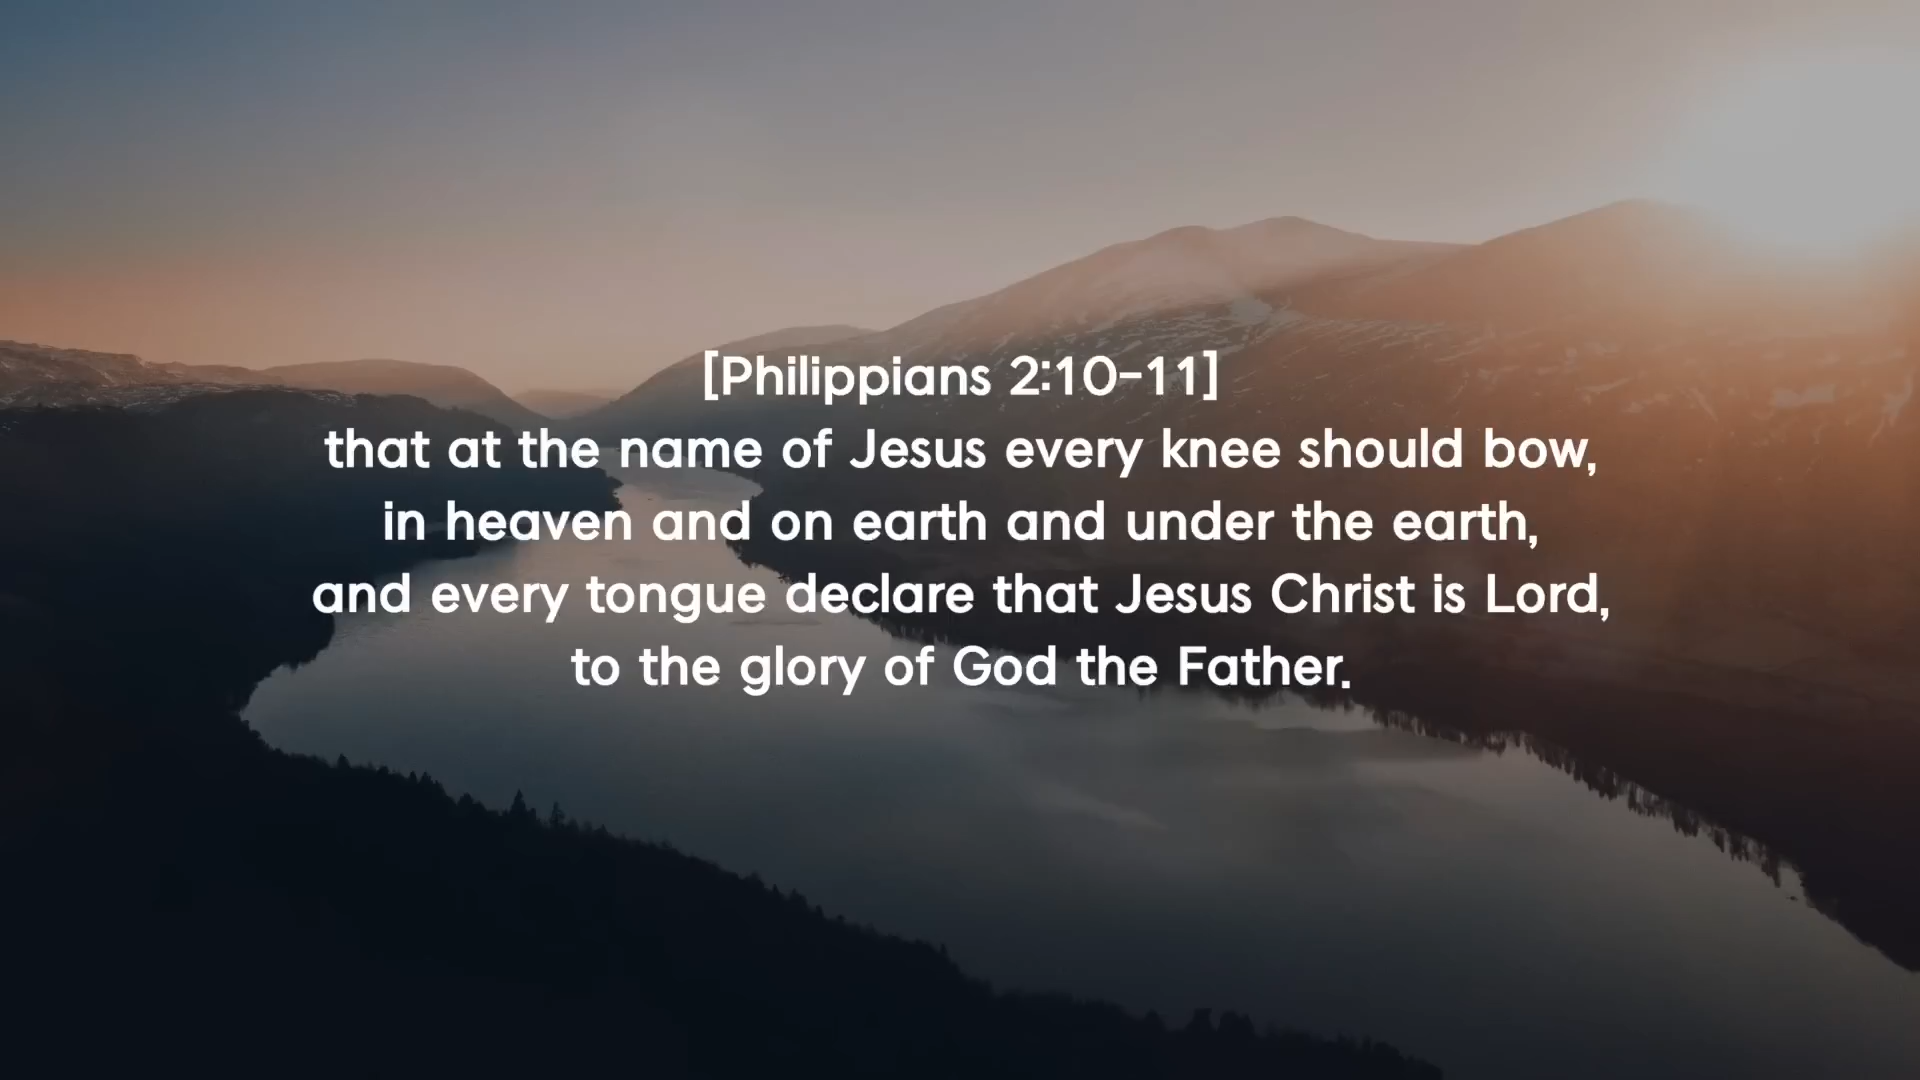 [Philippians 2:10-11]
that at the name of Jesus every knee should bow,
in heaven and on earth and under the earth,
and every tongue declare that Jesus Christ is Lord,
to the glory of God the Father.